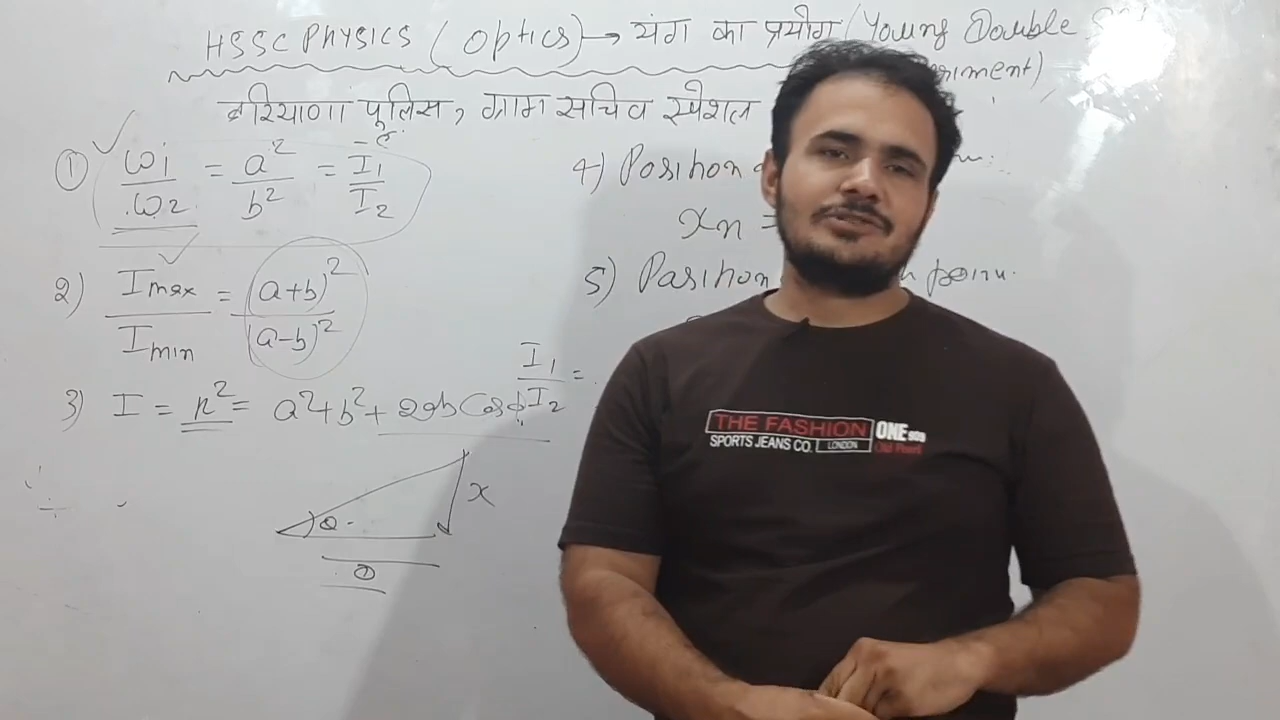 HSSC PHYSICS (Optics) → यंग का प्रयोग (Young Double
riment)
हरियाणा पुलिस, ग्राम सचिव स्पेशल
① ω1/ω2 = a²/b² = I1/I2
2) Imax/Imin = (a+b)²/(a-b)²
3) I = R² = a²+b²+2ab Cosϕ
I1/I2 =
x
θ
4) Position
xn =
5) Position
THE FASHION ONE
SPORTS JEANS CO. LONDON